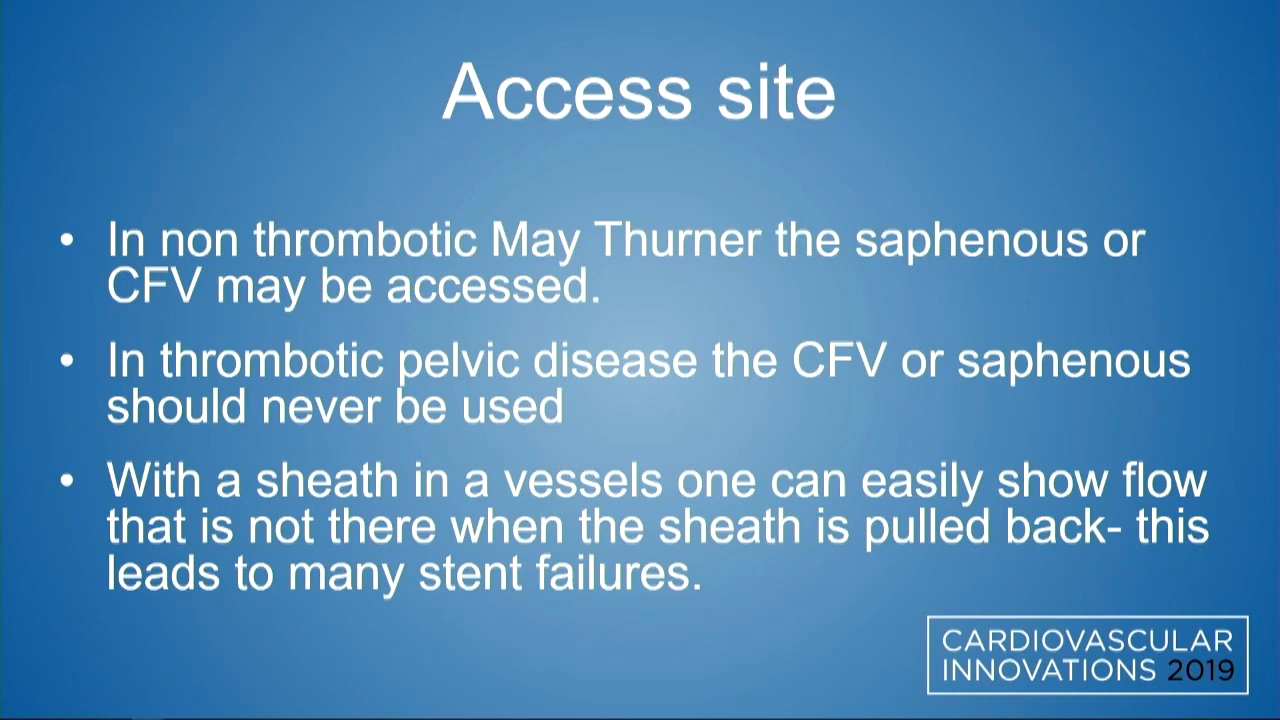 Access site
• In non thrombotic May Thurner the saphenous or
CFV may be accessed.
• In thrombotic pelvic disease the CFV or saphenous
should never be used
• With a sheath in a vessels one can easily show flow
that is not there when the sheath is pulled back- this
leads to many stent failures.
CARDIOVASCULAR
INNOVATIONS 2019